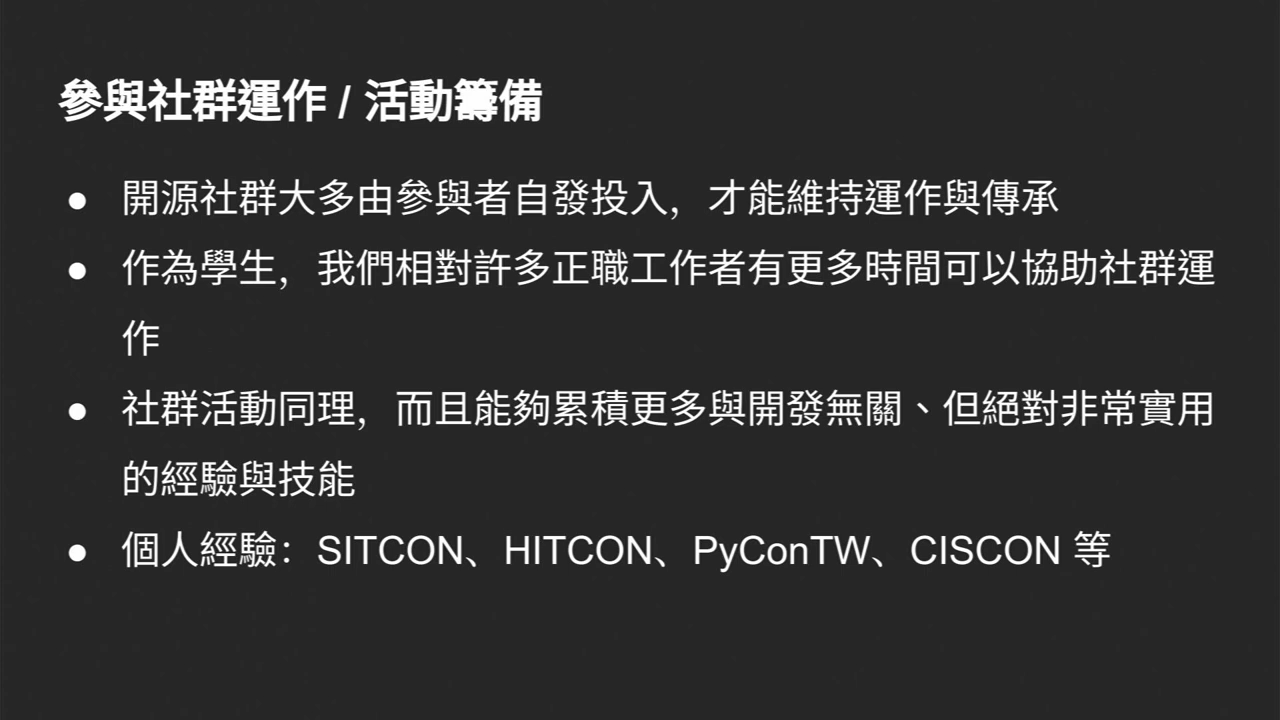 參與社群運作 / 活動籌備
● 開源社群大多由參與者自發投入，才能維持運作與傳承
● 作為學生，我們相對許多正職工作者有更多時間可以協助社群運
作
● 社群活動同理，而且能夠累積更多與開發無關、但絕對非常實用
的經驗與技能
● 個人經驗：SITCON、HITCON、PyConTW、CISCON 等